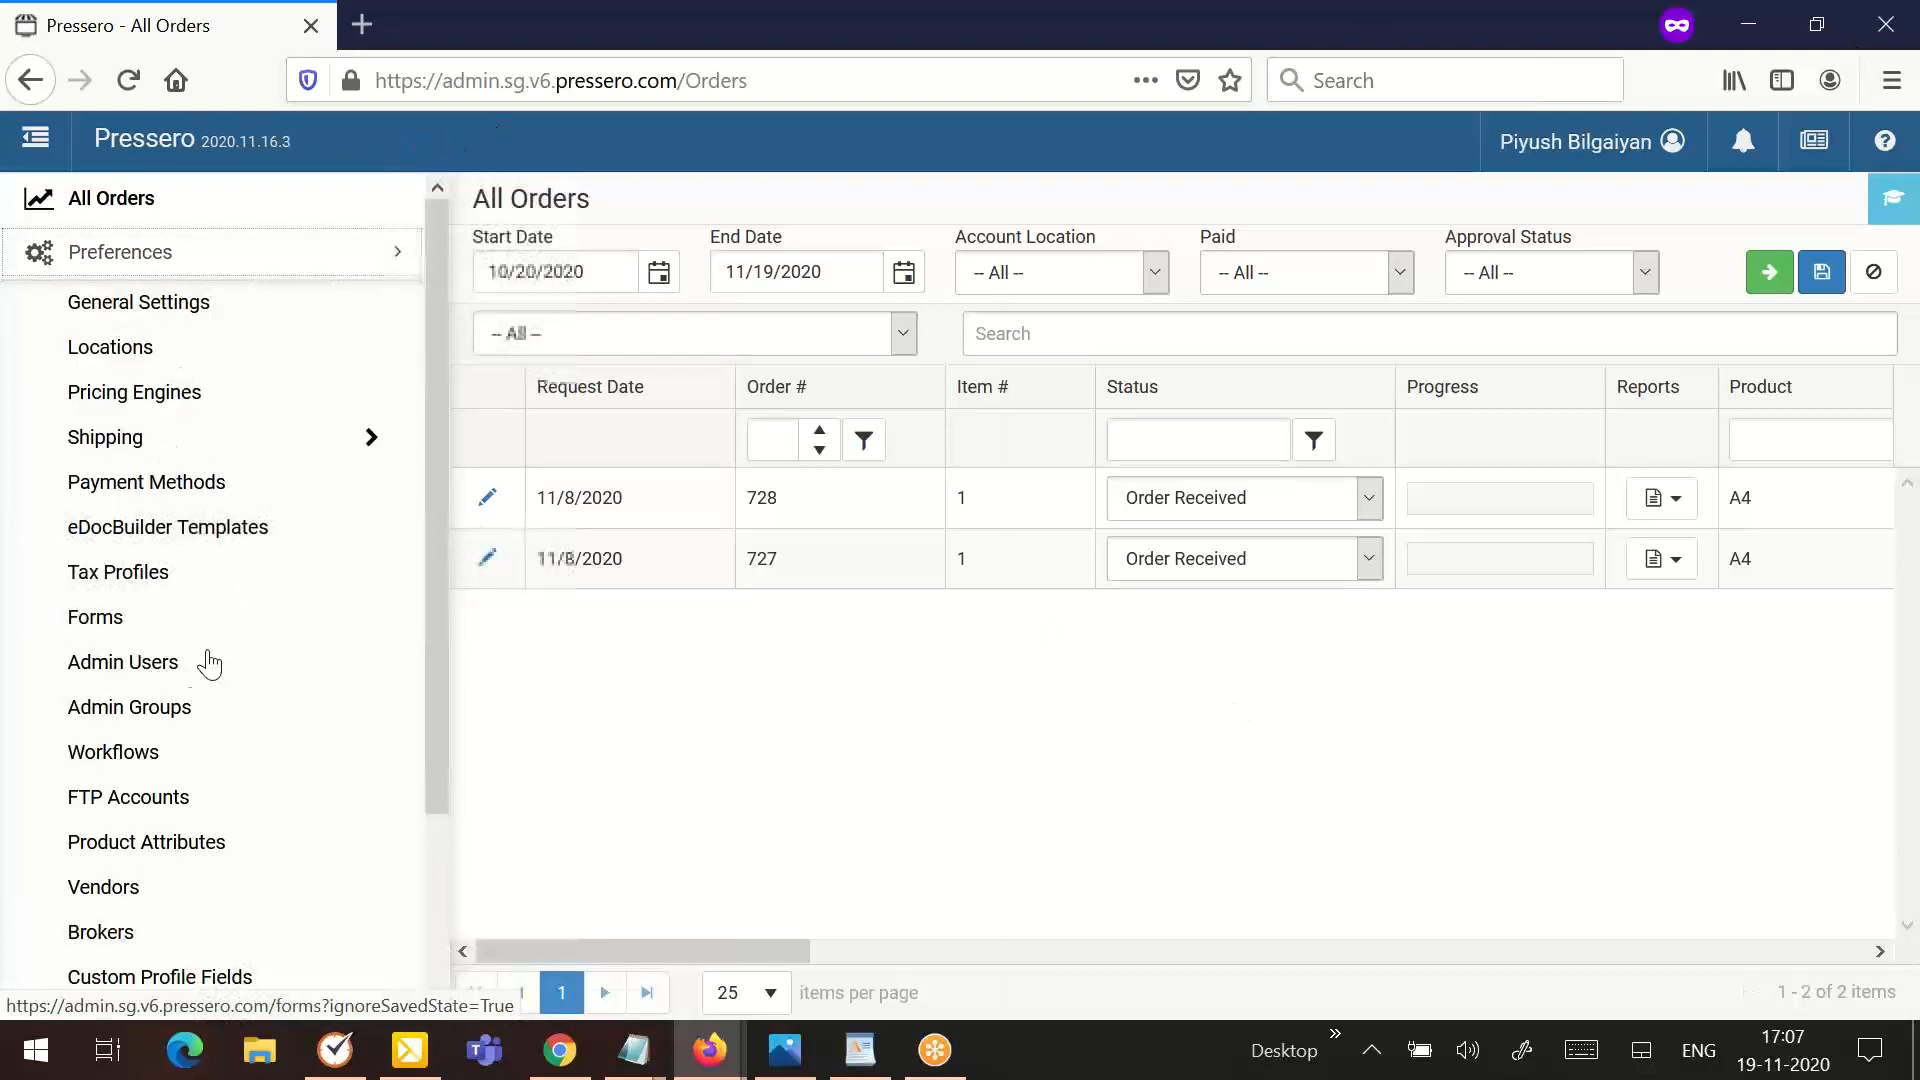 Pressero - All Orders
https://admin.sg.v6.pressero.com/Orders
Search
Pressero 2020.11.16.3
Piyush Bilgaiyan
All Orders
Preferences
General Settings
Locations
Pricing Engines
Shipping
Payment Methods
eDocBuilder Templates
Tax Profiles
Forms
Admin Users
Admin Groups
Workflows
FTP Accounts
Product Attributes
Vendors
Brokers
Custom Profile Fields
https://admin.sg.v6.pressero.com/forms?ignoreSavedState=True
All Orders
Start Date End Date Account Location Paid Approval Status
10/20/2020 11/19/2020 -- All -- -- All -- -- All --
-- All -- Search
Request Date Order # Item # Status Progress Reports Product
11/8/2020 728 1 Order Received A4
11/8/2020 727 1 Order Received A4
1 25 items per page 1 - 2 of 2 items
Desktop ENG 17:07
19-11-2020